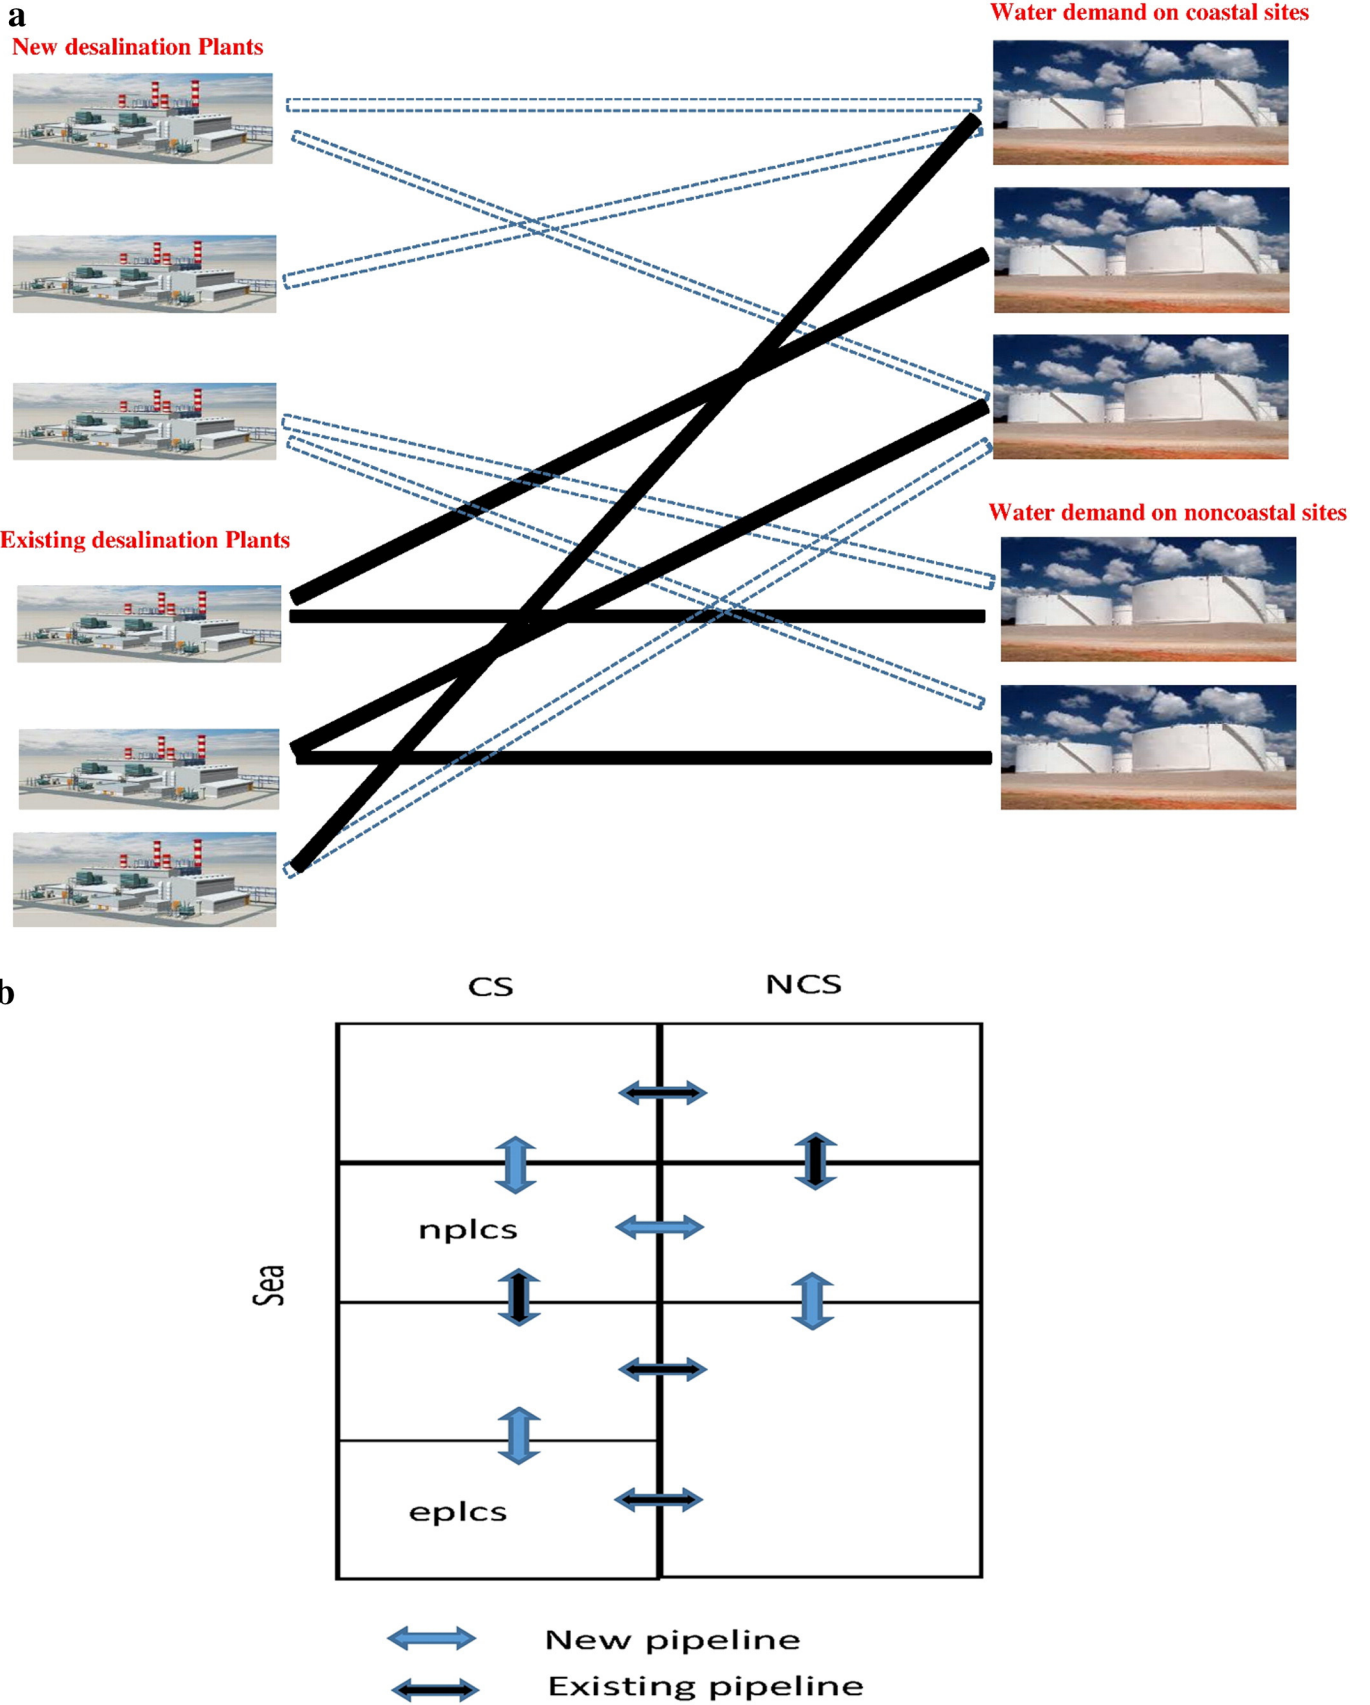 a
New desalination Plants
Water demand on coastal sites
Existing desalination Plants
Water demand on noncoastal sites
b
CS
NCS
nplcs
Sea
eplcs
New pipeline
Existing pipeline